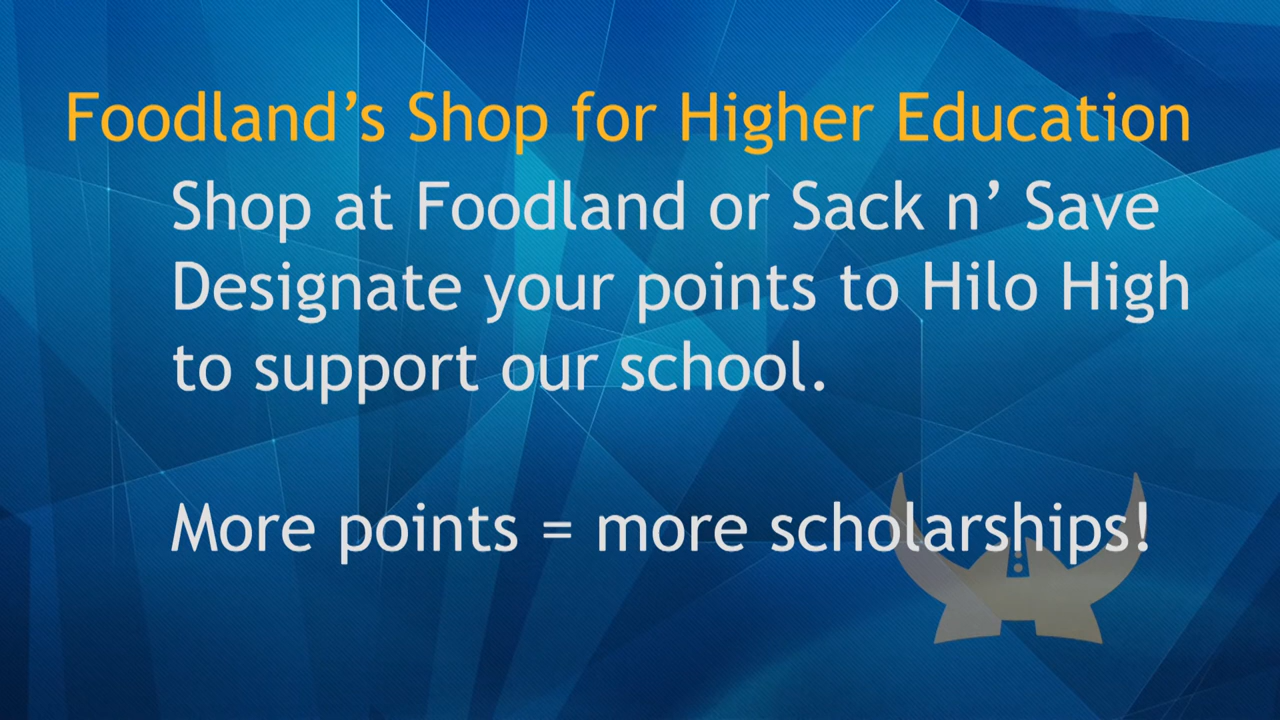 Foodland’s Shop for Higher Education
Shop at Foodland or Sack n’ Save
Designate your points to Hilo High
to support our school.
More points = more scholarships!